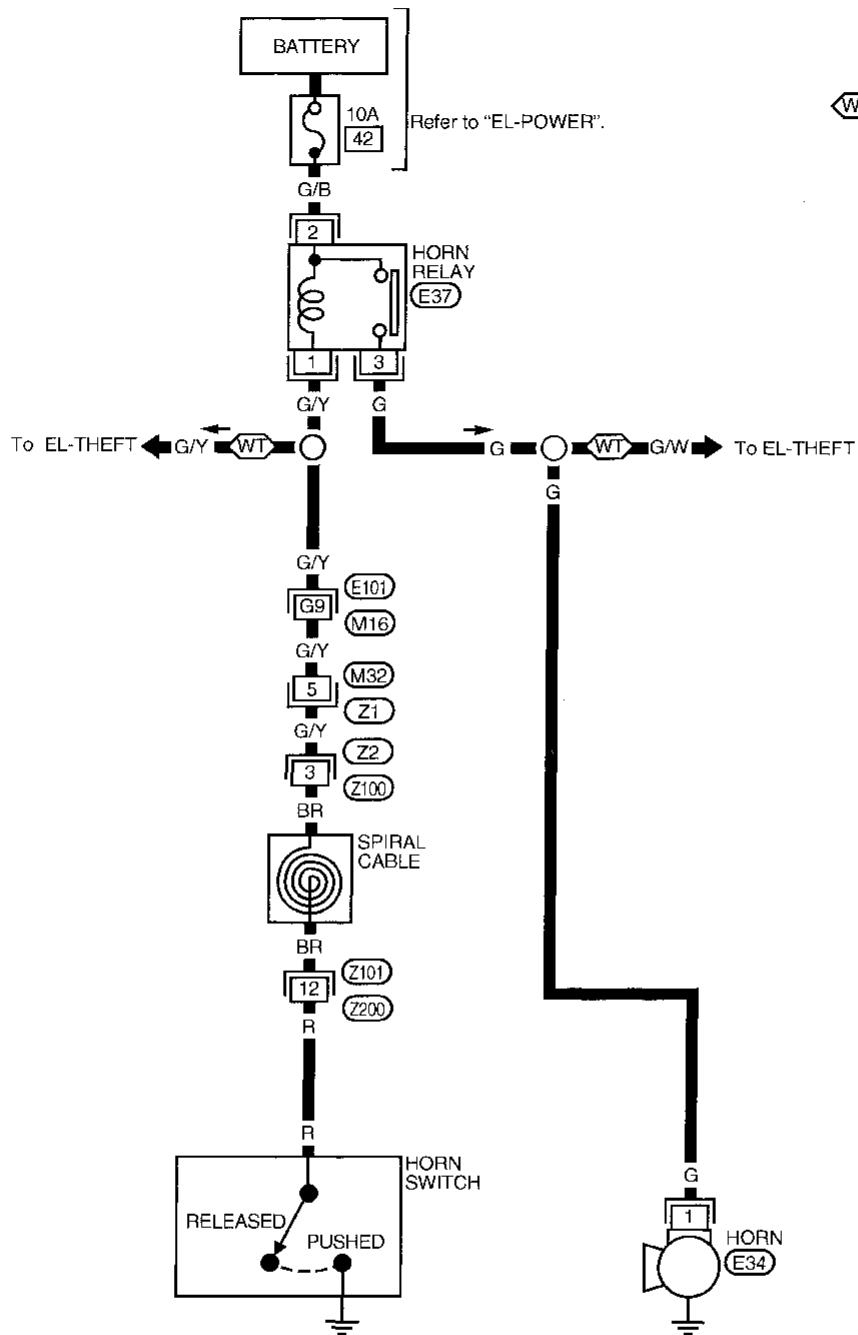 BATTERY
10A
42
Refer to "EL-POWER".
G/B
2
HORN
RELAY
E37
1
3
G/Y
G
To EL-THEFT
G/Y
WT
G
WT
G/W
To EL-THEFT
G
G/Y
E101
G9
M16
G/Y
M32
5
Z1
G/Y
Z2
3
Z100
BR
SPIRAL
CABLE
BR
Z101
12
Z200
R
R
HORN
SWITCH
RELEASED
PUSHED
G
1
HORN
E34